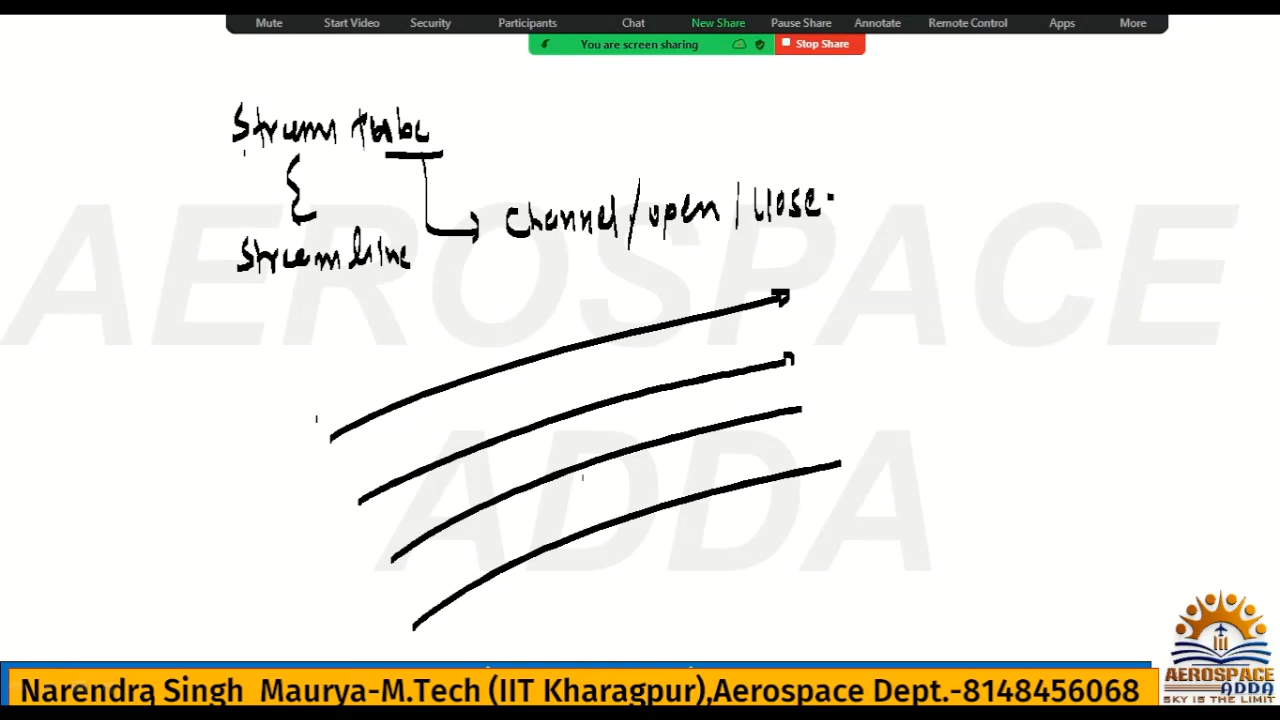 Mute Start Video Security Participants Chat New Share Pause Share Annotate Remote Control Apps More
You are screen sharing Stop Share
Stream tube
Channel/open/close.
Stream line
AEROSPACE
ADDA
Narendra Singh Maurya-M.Tech (IIT Kharagpur),Aerospace Dept.-8148456068
AEROSPACE
ADDA
SKY IS THE LIMIT